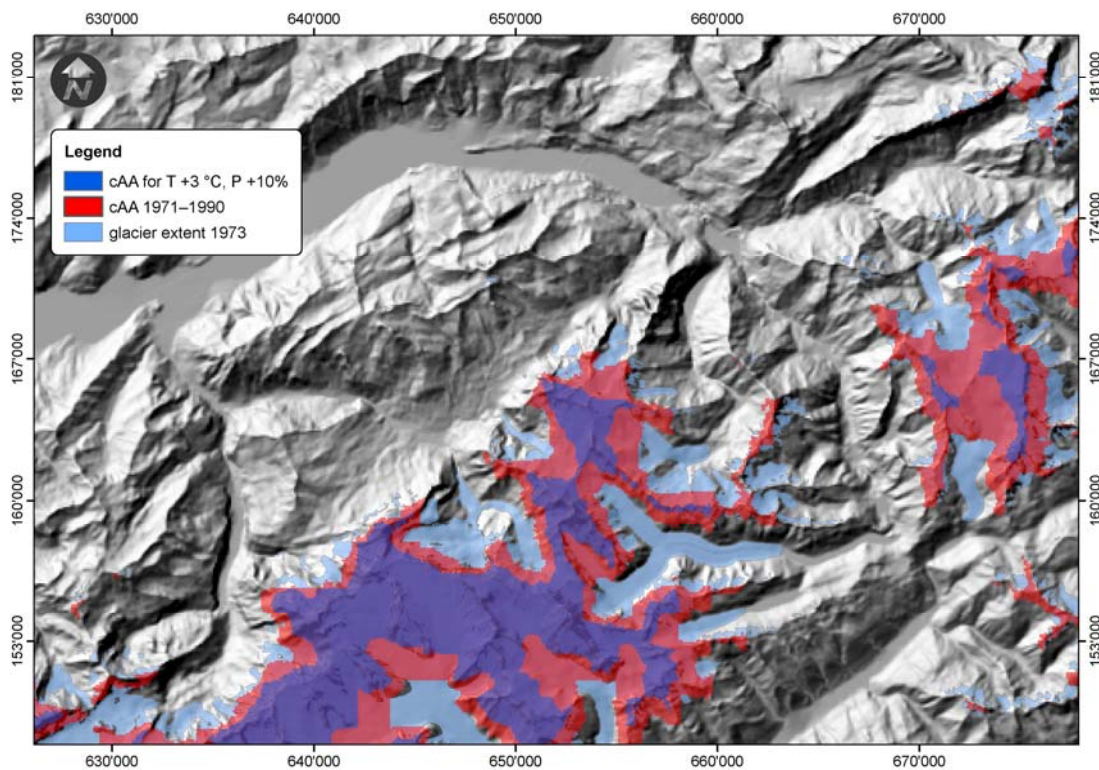 630'000 640'000 650'000 660'000 670'000
181'000 181'000
N
Legend
cAA for T +3 °C, P +10%
cAA 1971–1990
glacier extent 1973
174'000 174'000
167'000 167'000
160'000 160'000
153'000 153'000
630'000 640'000 650'000 660'000 670'000